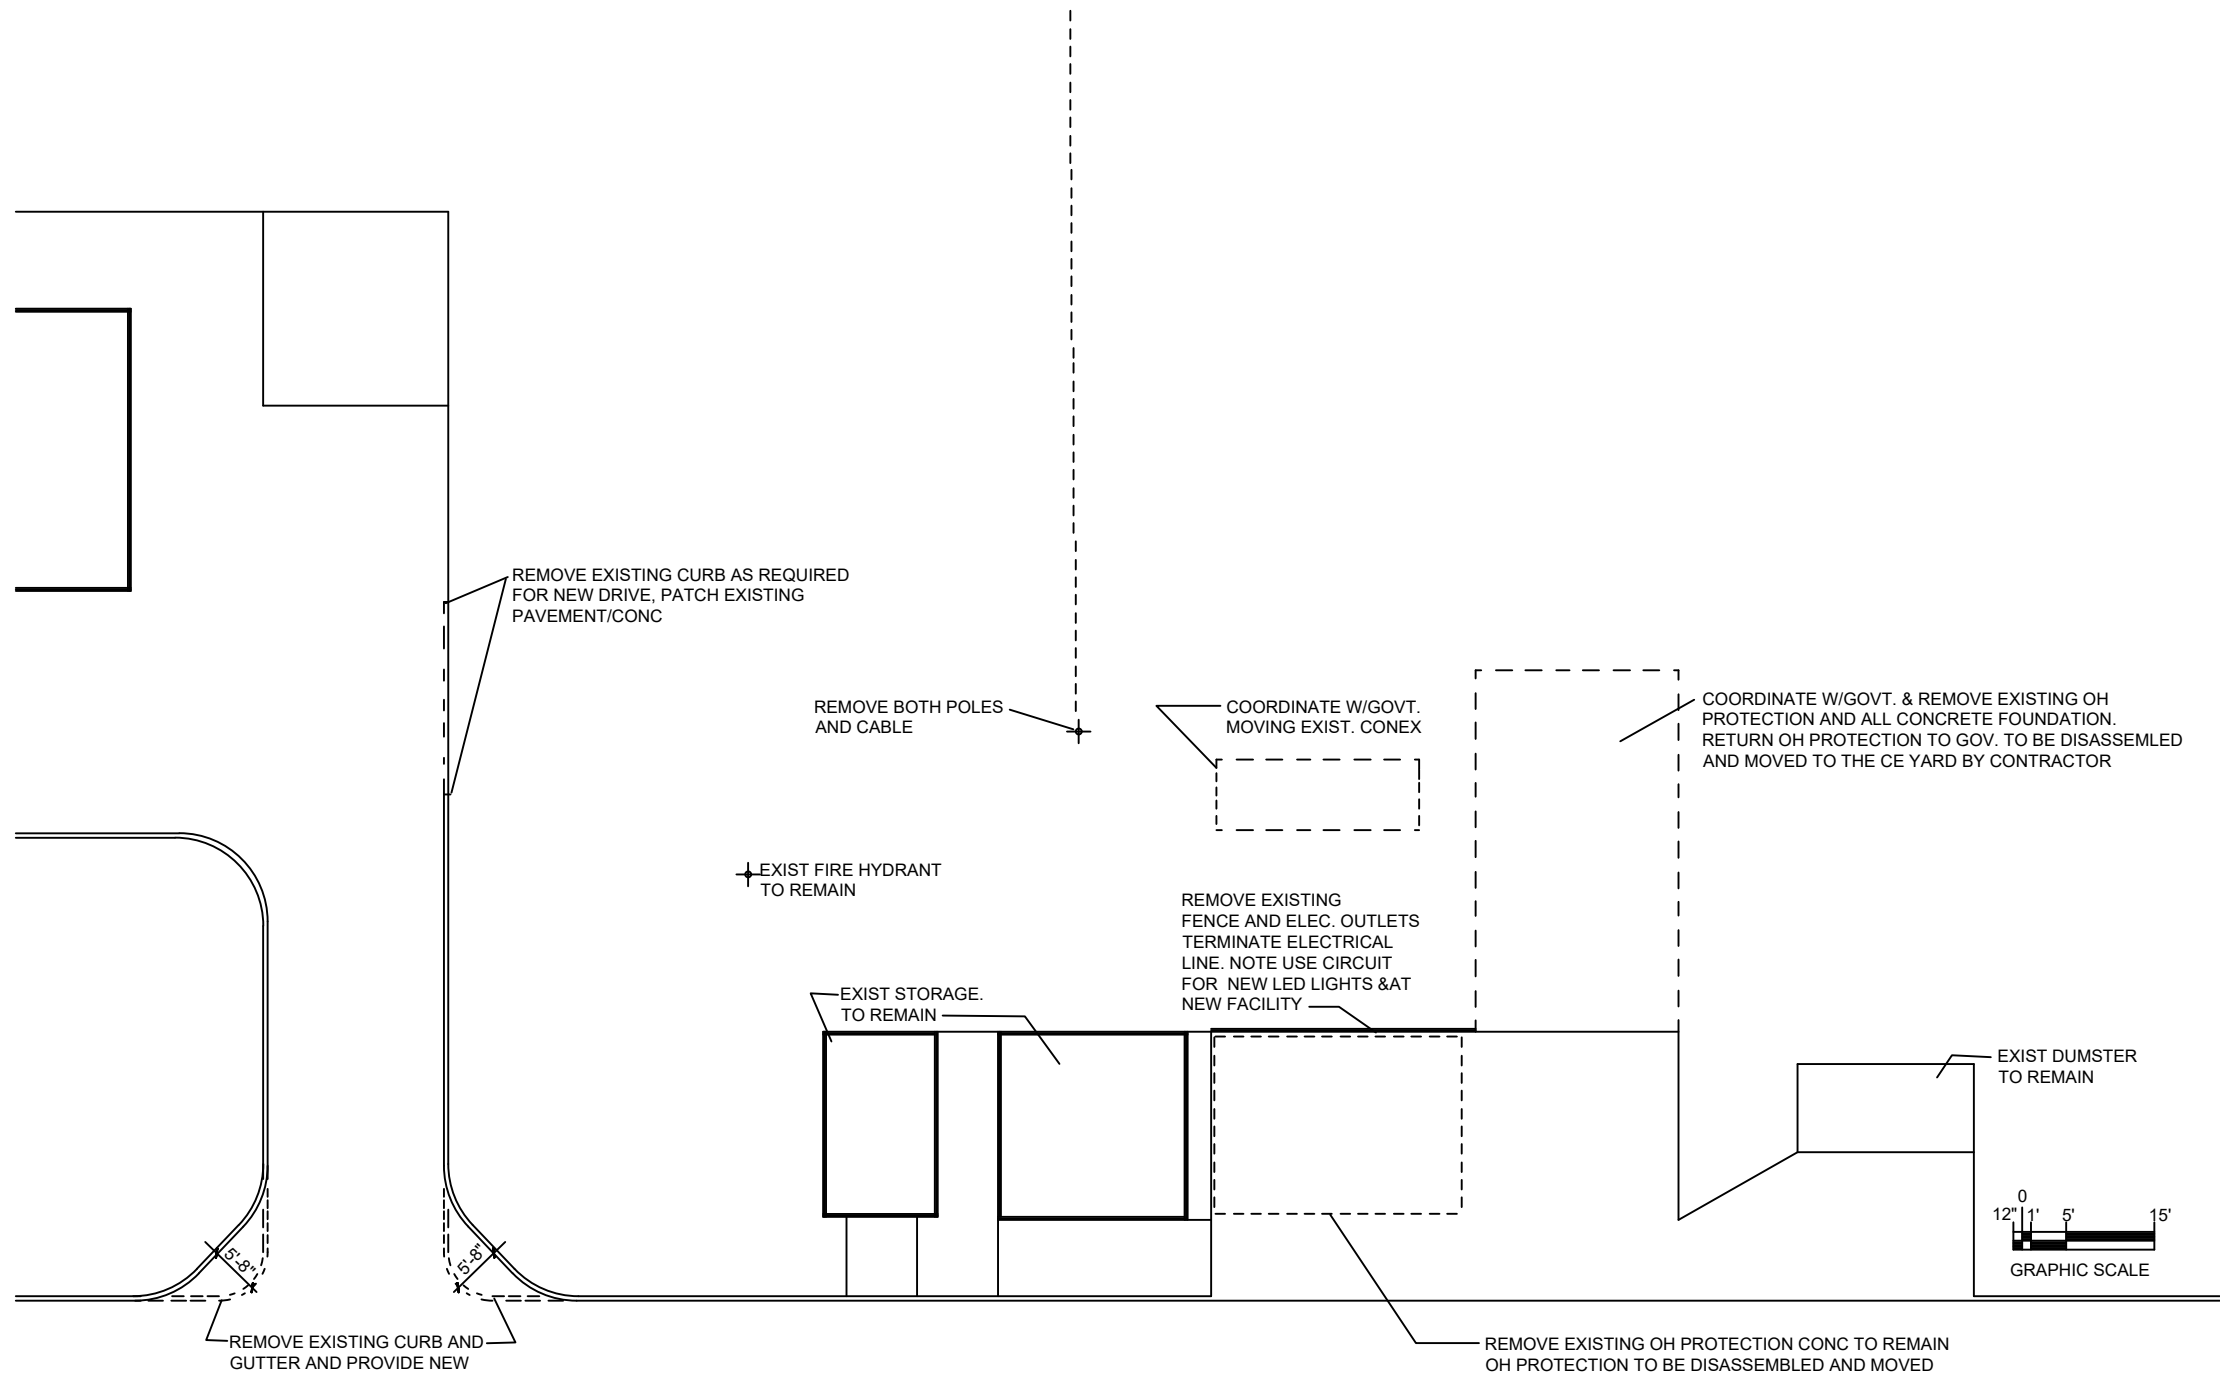 REMOVE EXISTING CURB AS REQUIRED
FOR NEW DRIVE, PATCH EXISTING
PAVEMENT/CONC
REMOVE BOTH POLES
AND CABLE
COORDINATE W/GOVT.
MOVING EXIST. CONEX
COORDINATE W/GOVT. & REMOVE EXISTING OH
PROTECTION AND ALL CONCRETE FOUNDATION.
RETURN OH PROTECTION TO GOV. TO BE DISASSEMLED
AND MOVED TO THE CE YARD BY CONTRACTOR
EXIST FIRE HYDRANT
TO REMAIN
REMOVE EXISTING
FENCE AND ELEC. OUTLETS
TERMINATE ELECTRICAL
LINE. NOTE USE CIRCUIT
FOR NEW LED LIGHTS &AT
NEW FACILITY
EXIST STORAGE.
TO REMAIN
EXIST DUMSTER
TO REMAIN
0
12" 1' 5' 15'
GRAPHIC SCALE
5'-8"
5'-8"
REMOVE EXISTING CURB AND
GUTTER AND PROVIDE NEW
REMOVE EXISTING OH PROTECTION CONC TO REMAIN
OH PROTECTION TO BE DISASSEMBLED AND MOVED